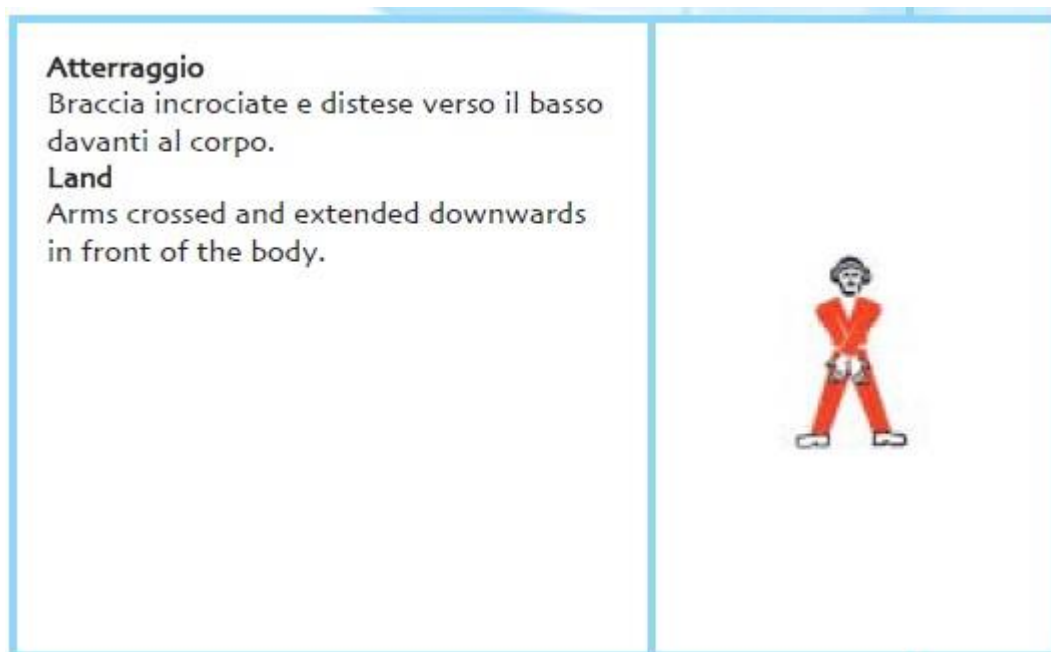 Atterraggio
Braccia incrociate e distese verso il basso
davanti al corpo.
Land
Arms crossed and extended downwards
in front of the body.